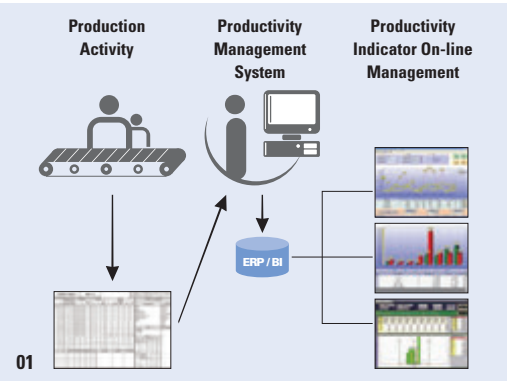 Production
Activity
Productivity
Management
System
Productivity
Indicator On-line
Management
ERP / BI
01